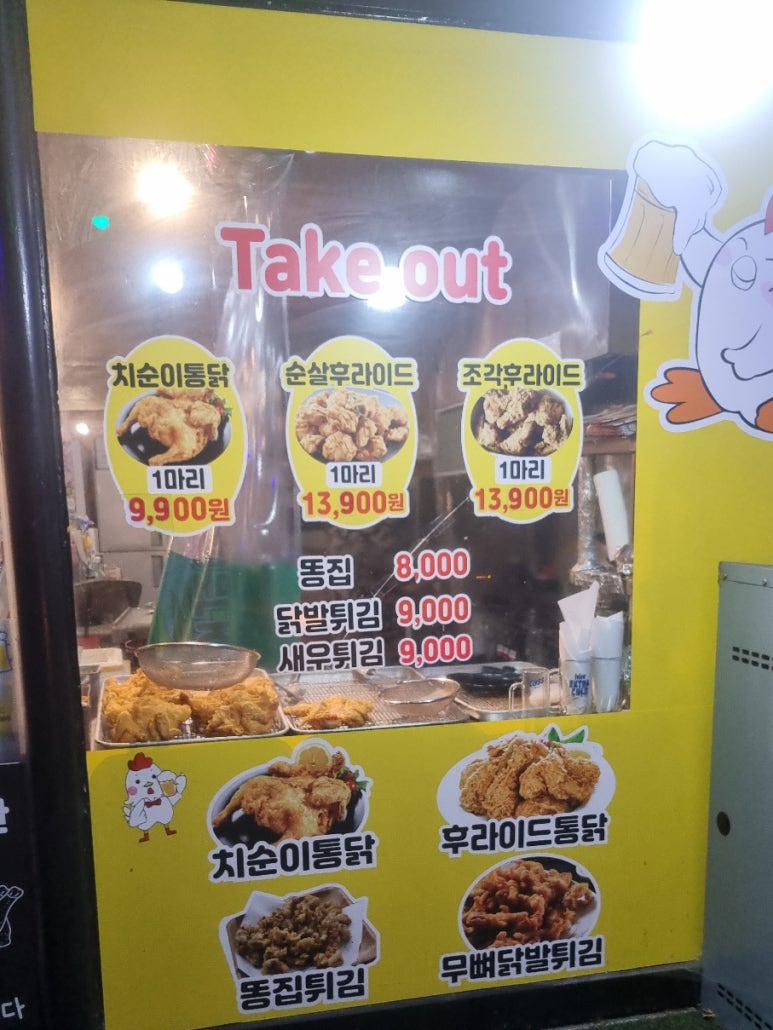 Take out
치순이통닭
1마리
9,900원
순살후라이드
1마리
13,900원
조각후라이드
1마리
13,900원
똥집 8,000
닭발튀김 9,000
새우튀김 9,000
cass
치순이통닭
후라이드통닭
똥집튀김
무뼈닭발튀김
다